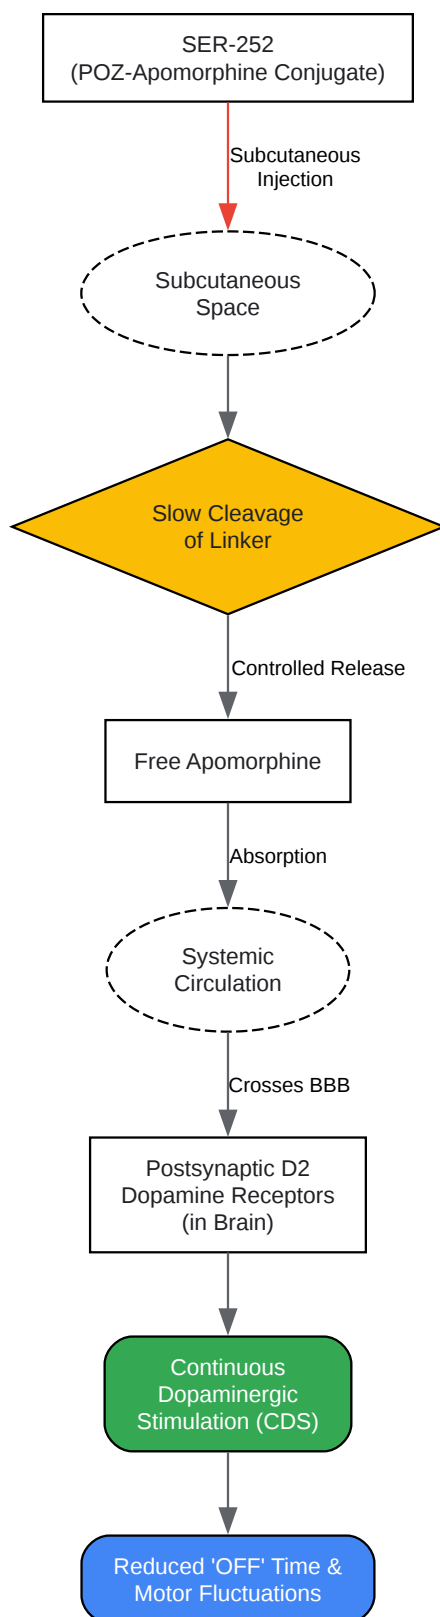 SER-252
(POZ-Apomorphine Conjugate)
Subcutaneous
Injection
Subcutaneous
Space
Slow Cleavage
of Linker
Controlled Release
Free Apomorphine
Absorption
Systemic
Circulation
Crosses BBB
Postsynaptic D2
Dopamine Receptors
(in Brain)
Continuous
Dopaminergic
Stimulation (CDS)
Reduced 'OFF' Time &
Motor Fluctuations